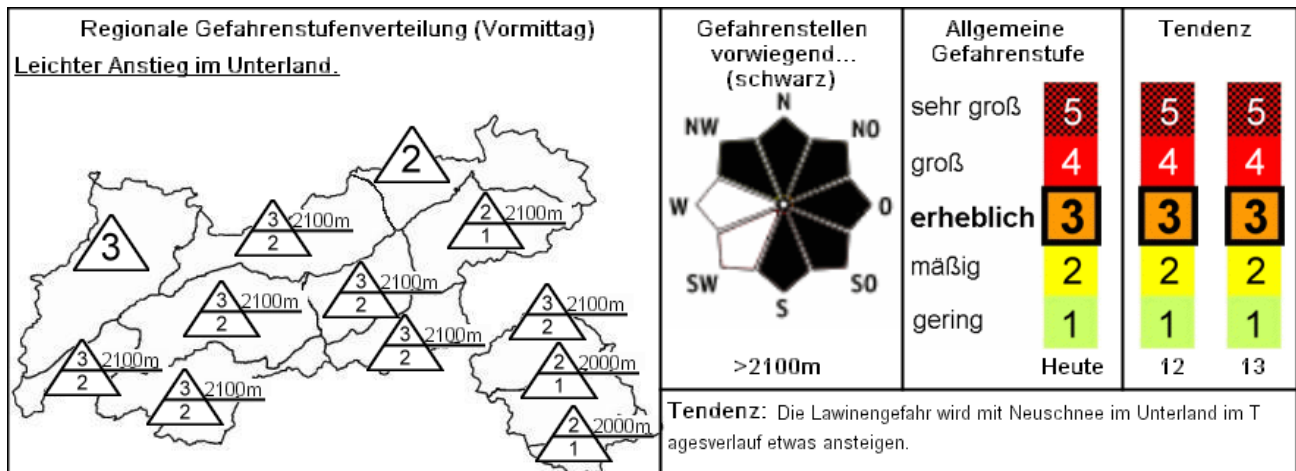 Regionale Gefahrenstufenverteilung (Vormittag)
Leichter Anstieg im Unterland.
2
3
3 2100m
2
2 2100m
1
3 2100m
2
3 2100m
2
3 2100m
2
3 2100m
2
3 2100m
2
2 2000m
1
3 2100m
2
2 2000m
1
Gefahrenstellen
vorwiegend...
(schwarz)
N
NW NO
W O
SW SO
S
>2100m
Allgemeine
Gefahrenstufe
sehr groß 5
groß 4
erheblich 3
mäßig 2
gering 1
Heute
Tendenz
5 5
4 4
3 3
2 2
1 1
12 13
Tendenz: Die Lawinengefahr wird mit Neuschnee im Unterland im T
agesverlauf etwas ansteigen.